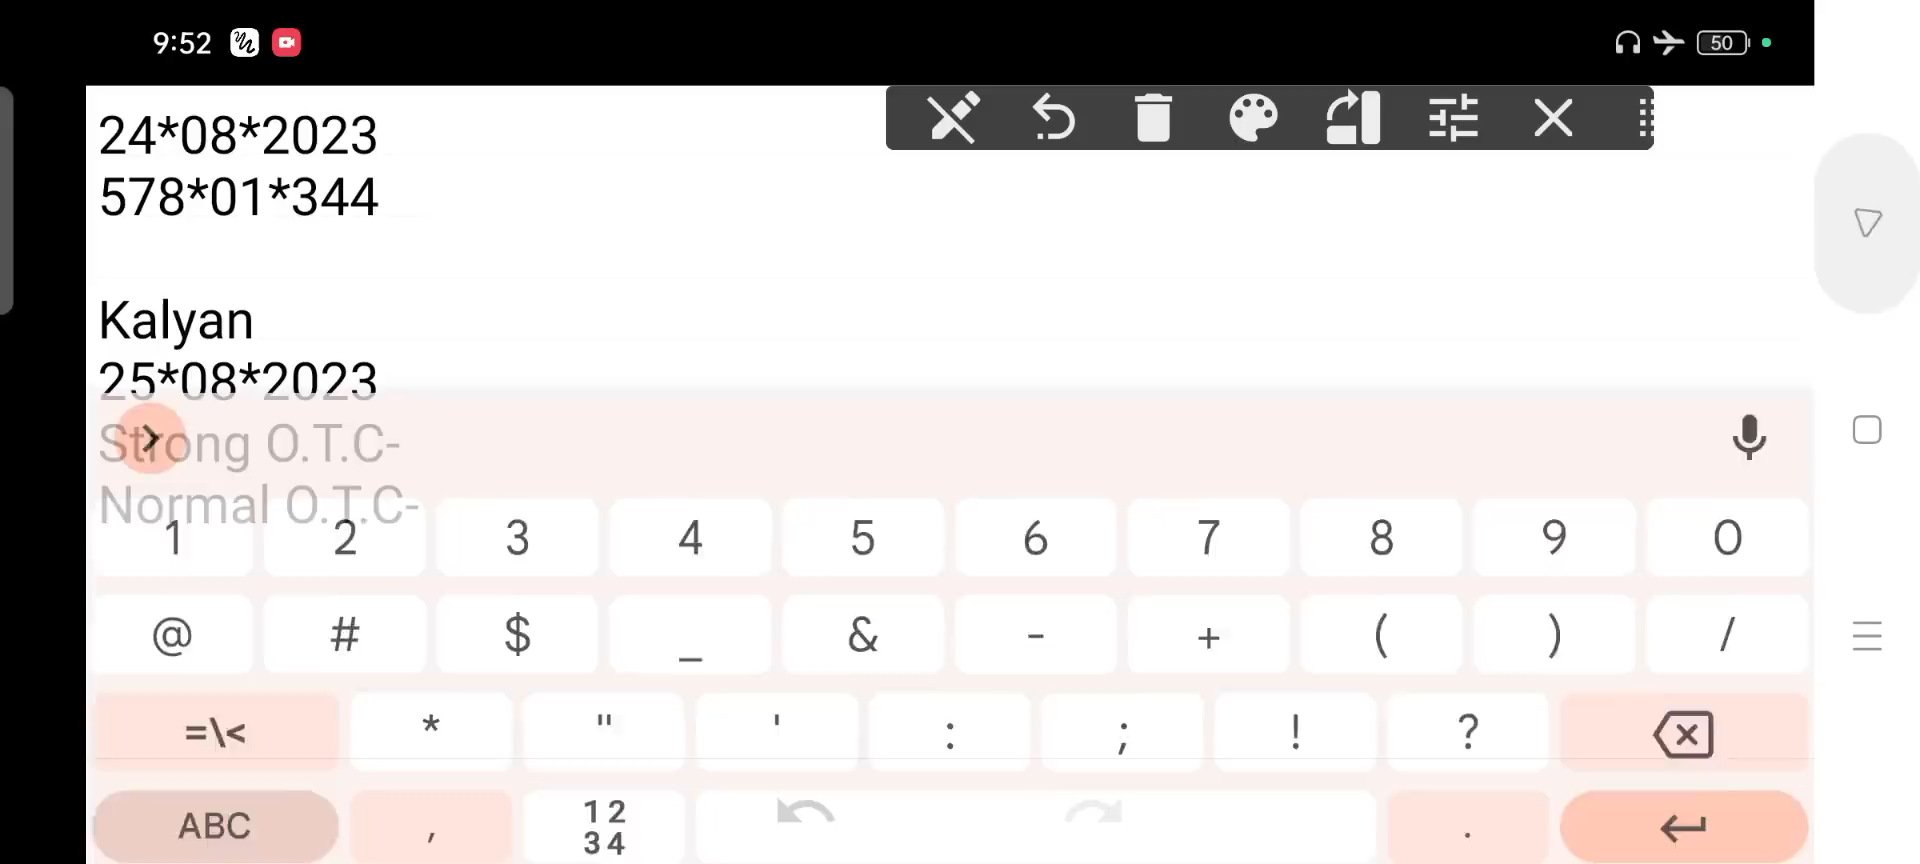 9:52
50
24*08*2023
578*01*344
Kalyan
25*08*2023
Strong O.T.C-
Normal O.T.C-
1 2 3 4 5 6 7 8 9 0
@ # $ _ & - + ( ) /
=\< * " ' : ; ! ?
ABC , 12 .
34